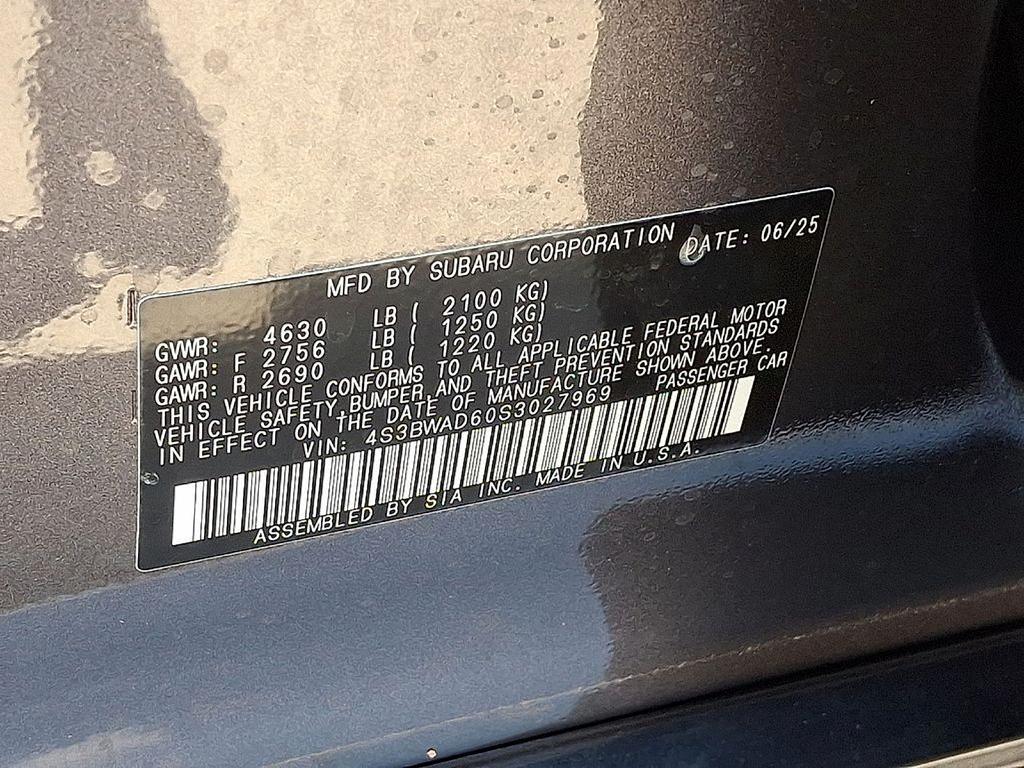 MFD BY SUBARU CORPORATION DATE: 06/25
GVWR: 4630 LB ( 2100 KG)
GAWR: F 2756 LB ( 1250 KG)
GAWR: R 2690 LB ( 1220 KG)
THIS VEHICLE CONFORMS TO ALL APPLICABLE FEDERAL MOTOR
VEHICLE SAFETY,BUMPER,AND THEFT PREVENTION STANDARDS
IN EFFECT ON THE DATE OF MANUFACTURE SHOWN ABOVE.
VIN: 4S3BWAD60S3027969 PASSENGER CAR
ASSEMBLED BY SIA INC. MADE IN U.S.A.